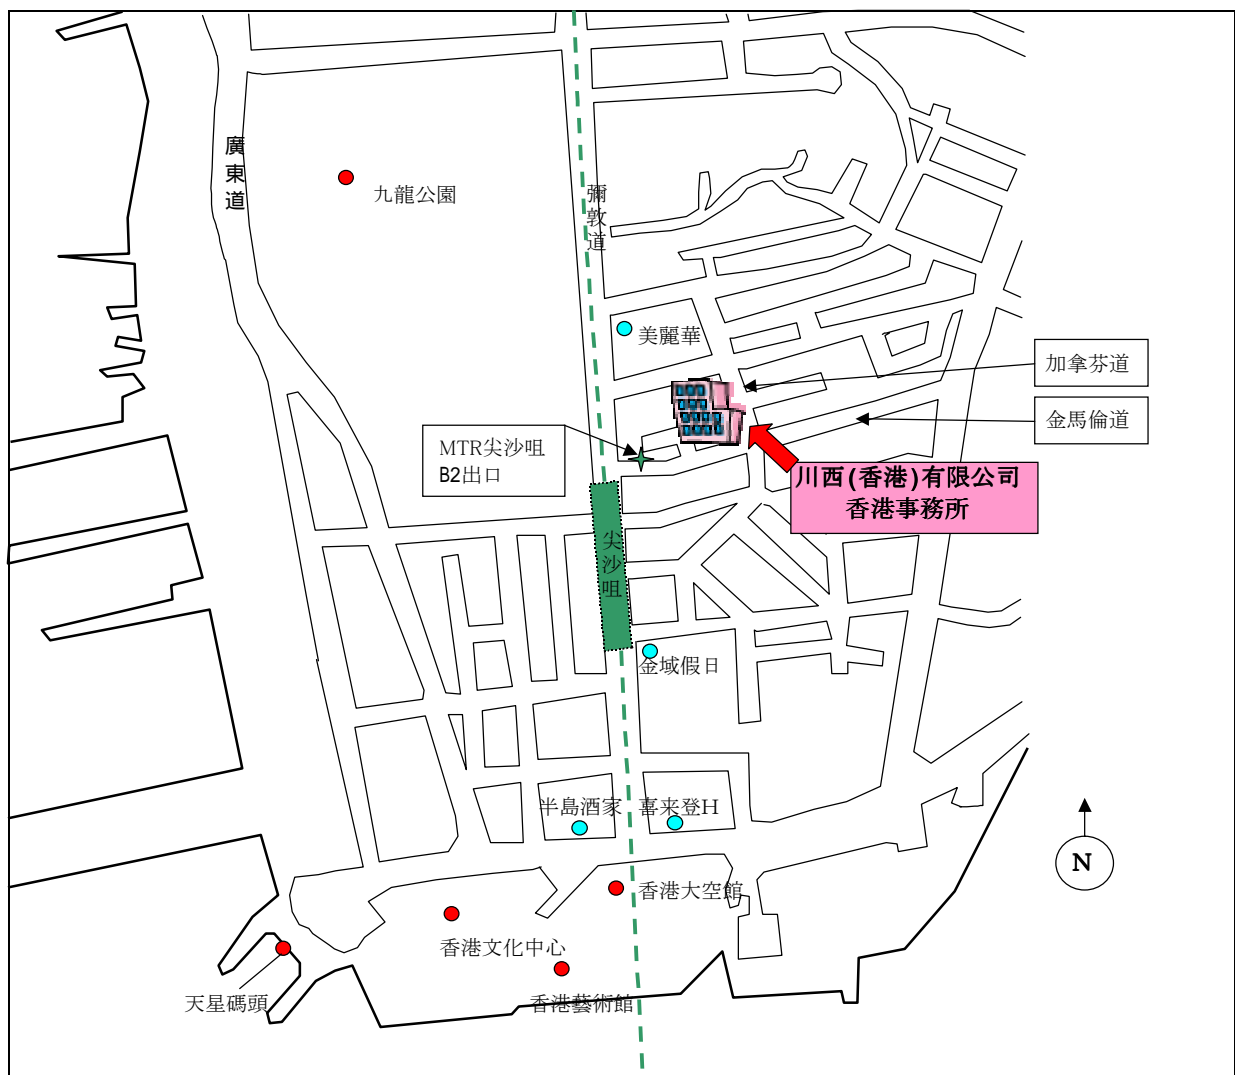 廣東道
九龍公園
彌敦道
美麗華
加拿芬道
金馬倫道
MTR尖沙咀
B2出口
川西(香港)有限公司
香港事務所
尖沙咀
金域假日
半島酒家
喜来登H
N
香港大空館
香港文化中心
天星碼頭
香港藝術館